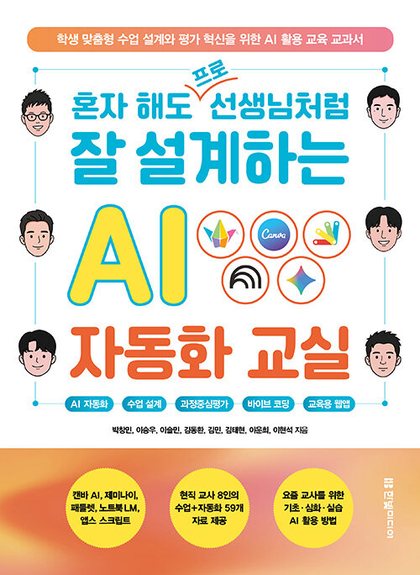 학생 맞춤형 수업 설계와 평가 혁신을 위한 AI 활용 교육 교과서
프로
혼자 해도 선생님처럼
잘 설계하는
AI
Canva
자동화 교실
AI 자동화 수업 설계 과정중심평가 바이브 코딩 교육용 웹앱
박창민, 이승우, 이슬민, 김동환, 김민, 김태현, 이운희, 이현석 지음
캔바 AI, 제미나이,
패들렛, 노트북LM,
앱스 스크립트
현직 교사 8인의
수업+자동화 59개
자료 제공
요즘 교사를 위한
기초·심화·실습
AI 활용 방법
한빛미디어